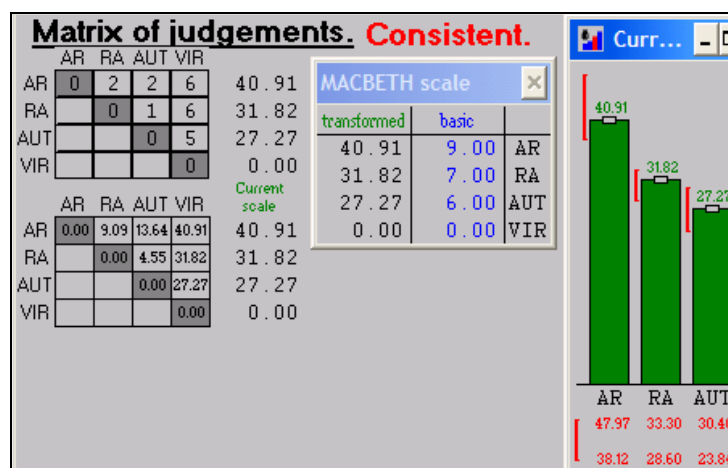 Matrix of judgements. Consistent.
AR RA AUT VIR
AR 0 2 2 6 40.91
RA 0 1 6 31.82
AUT 0 5 27.27
VIR 0 0.00
Current scale
AR RA AUT VIR
AR 0.00 9.09 13.64 40.91 40.91
RA 0.00 4.55 31.82 31.82
AUT 0.00 27.27 27.27
VIR 0.00 0.00
MACBETH scale
transformed basic
40.91 9.00 AR
31.82 7.00 RA
27.27 6.00 AUT
0.00 0.00 VIR
Curr...
40.91
31.82
27.27
AR RA AUT
47.97 33.30
38.12 28.60